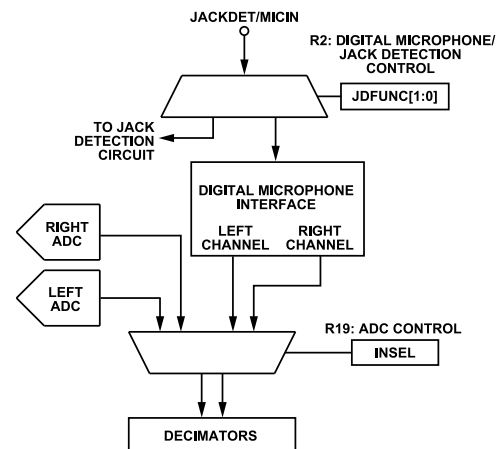 JACKDET/MICIN
R2: DIGITAL MICROPHONE/
JACK DETECTION
CONTROL
JDFUNC[1:0]
TO JACK
DETECTION
CIRCUIT
DIGITAL MICROPHONE
INTERFACE
LEFT
CHANNEL
RIGHT
CHANNEL
RIGHT
ADC
LEFT
ADC
R19: ADC CONTROL
INSEL
DECIMATORS